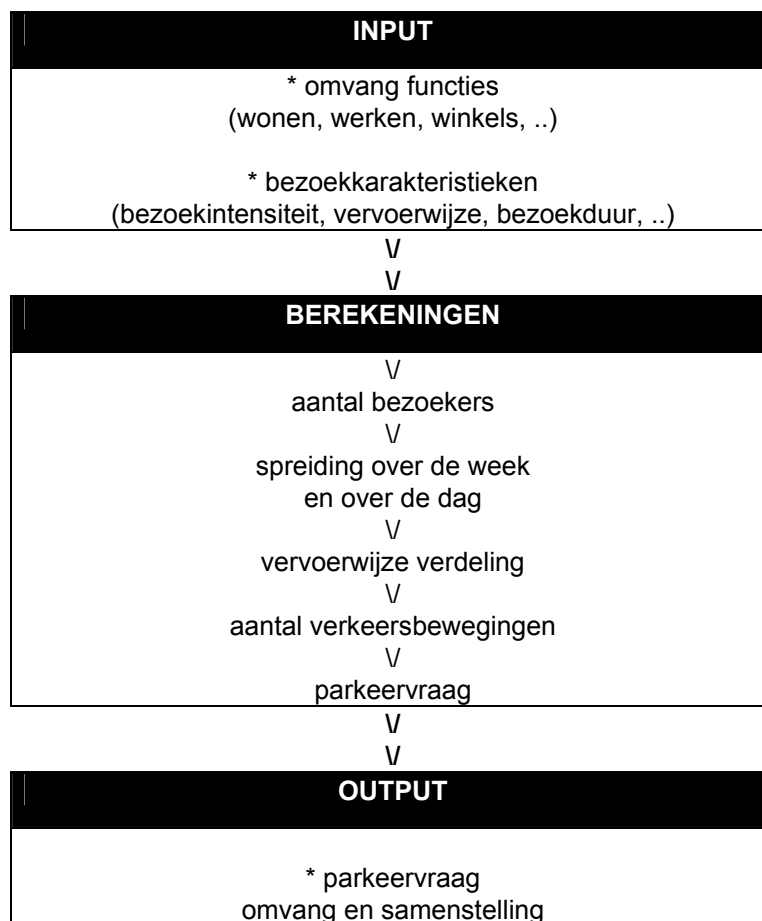 INPUT
* omvang functies
(wonen, werken, winkels, ..)
* bezoekkarakteristieken
(bezoekintensiteit, vervoerwijze, bezoekduur, ..)
\/
\/
BEREKENINGEN
\/
aantal bezoekers
\/
spreiding over de week
en over de dag
\/
vervoerwijze verdeling
\/
aantal verkeersbewegingen
\/
parkeervraag
\/
\/
OUTPUT
* parkeervraag
omvang en samenstelling